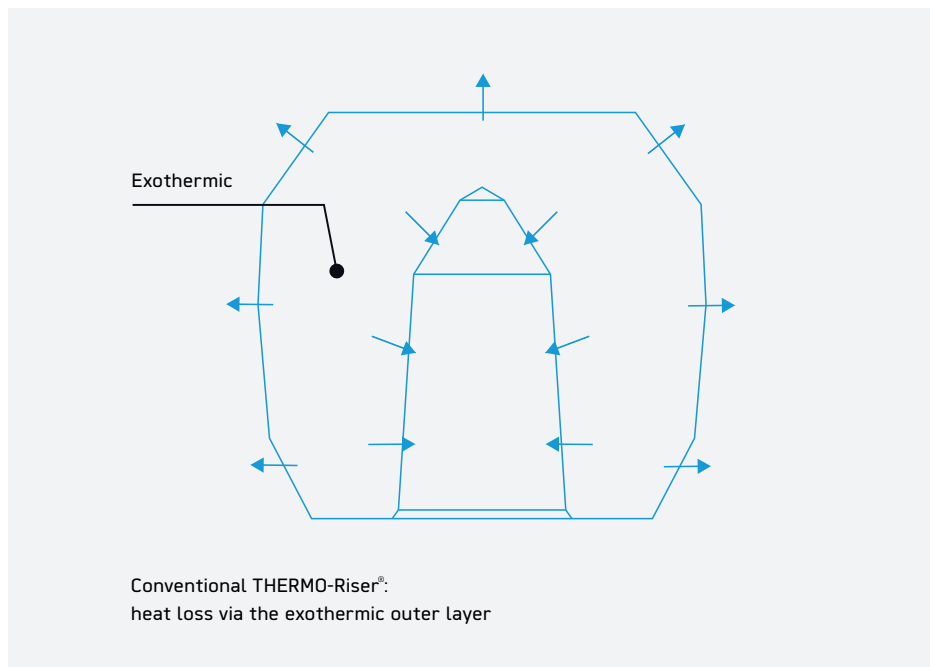 Exothermic
Conventional THERMO-Riser®:
heat loss via the exothermic outer layer